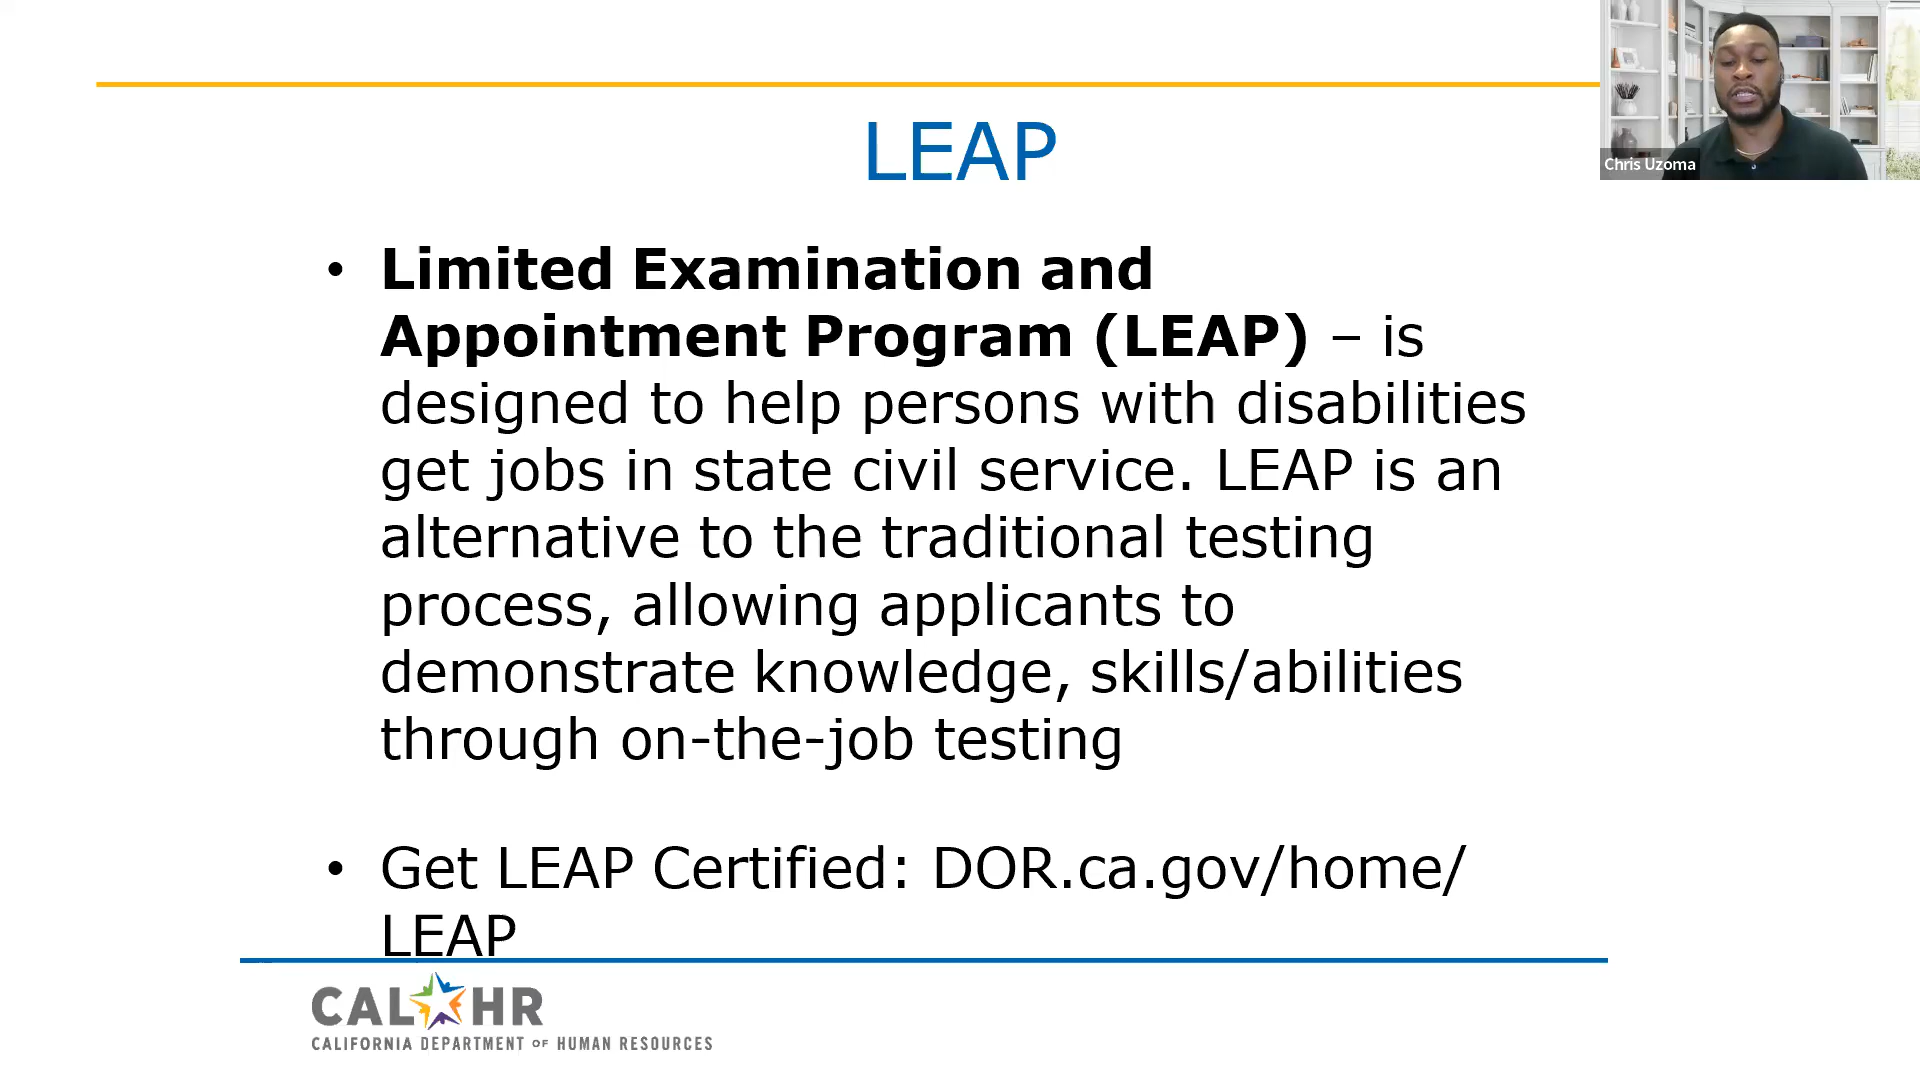 LEAP
Chris Uzoma
• Limited Examination and
Appointment Program (LEAP) – is
designed to help persons with disabilities
get jobs in state civil service. LEAP is an
alternative to the traditional testing
process, allowing applicants to
demonstrate knowledge, skills/abilities
through on-the-job testing
• Get LEAP Certified: DOR.ca.gov/home/
LEAP
CAL HR
CALIFORNIA DEPARTMENT OF HUMAN RESOURCES